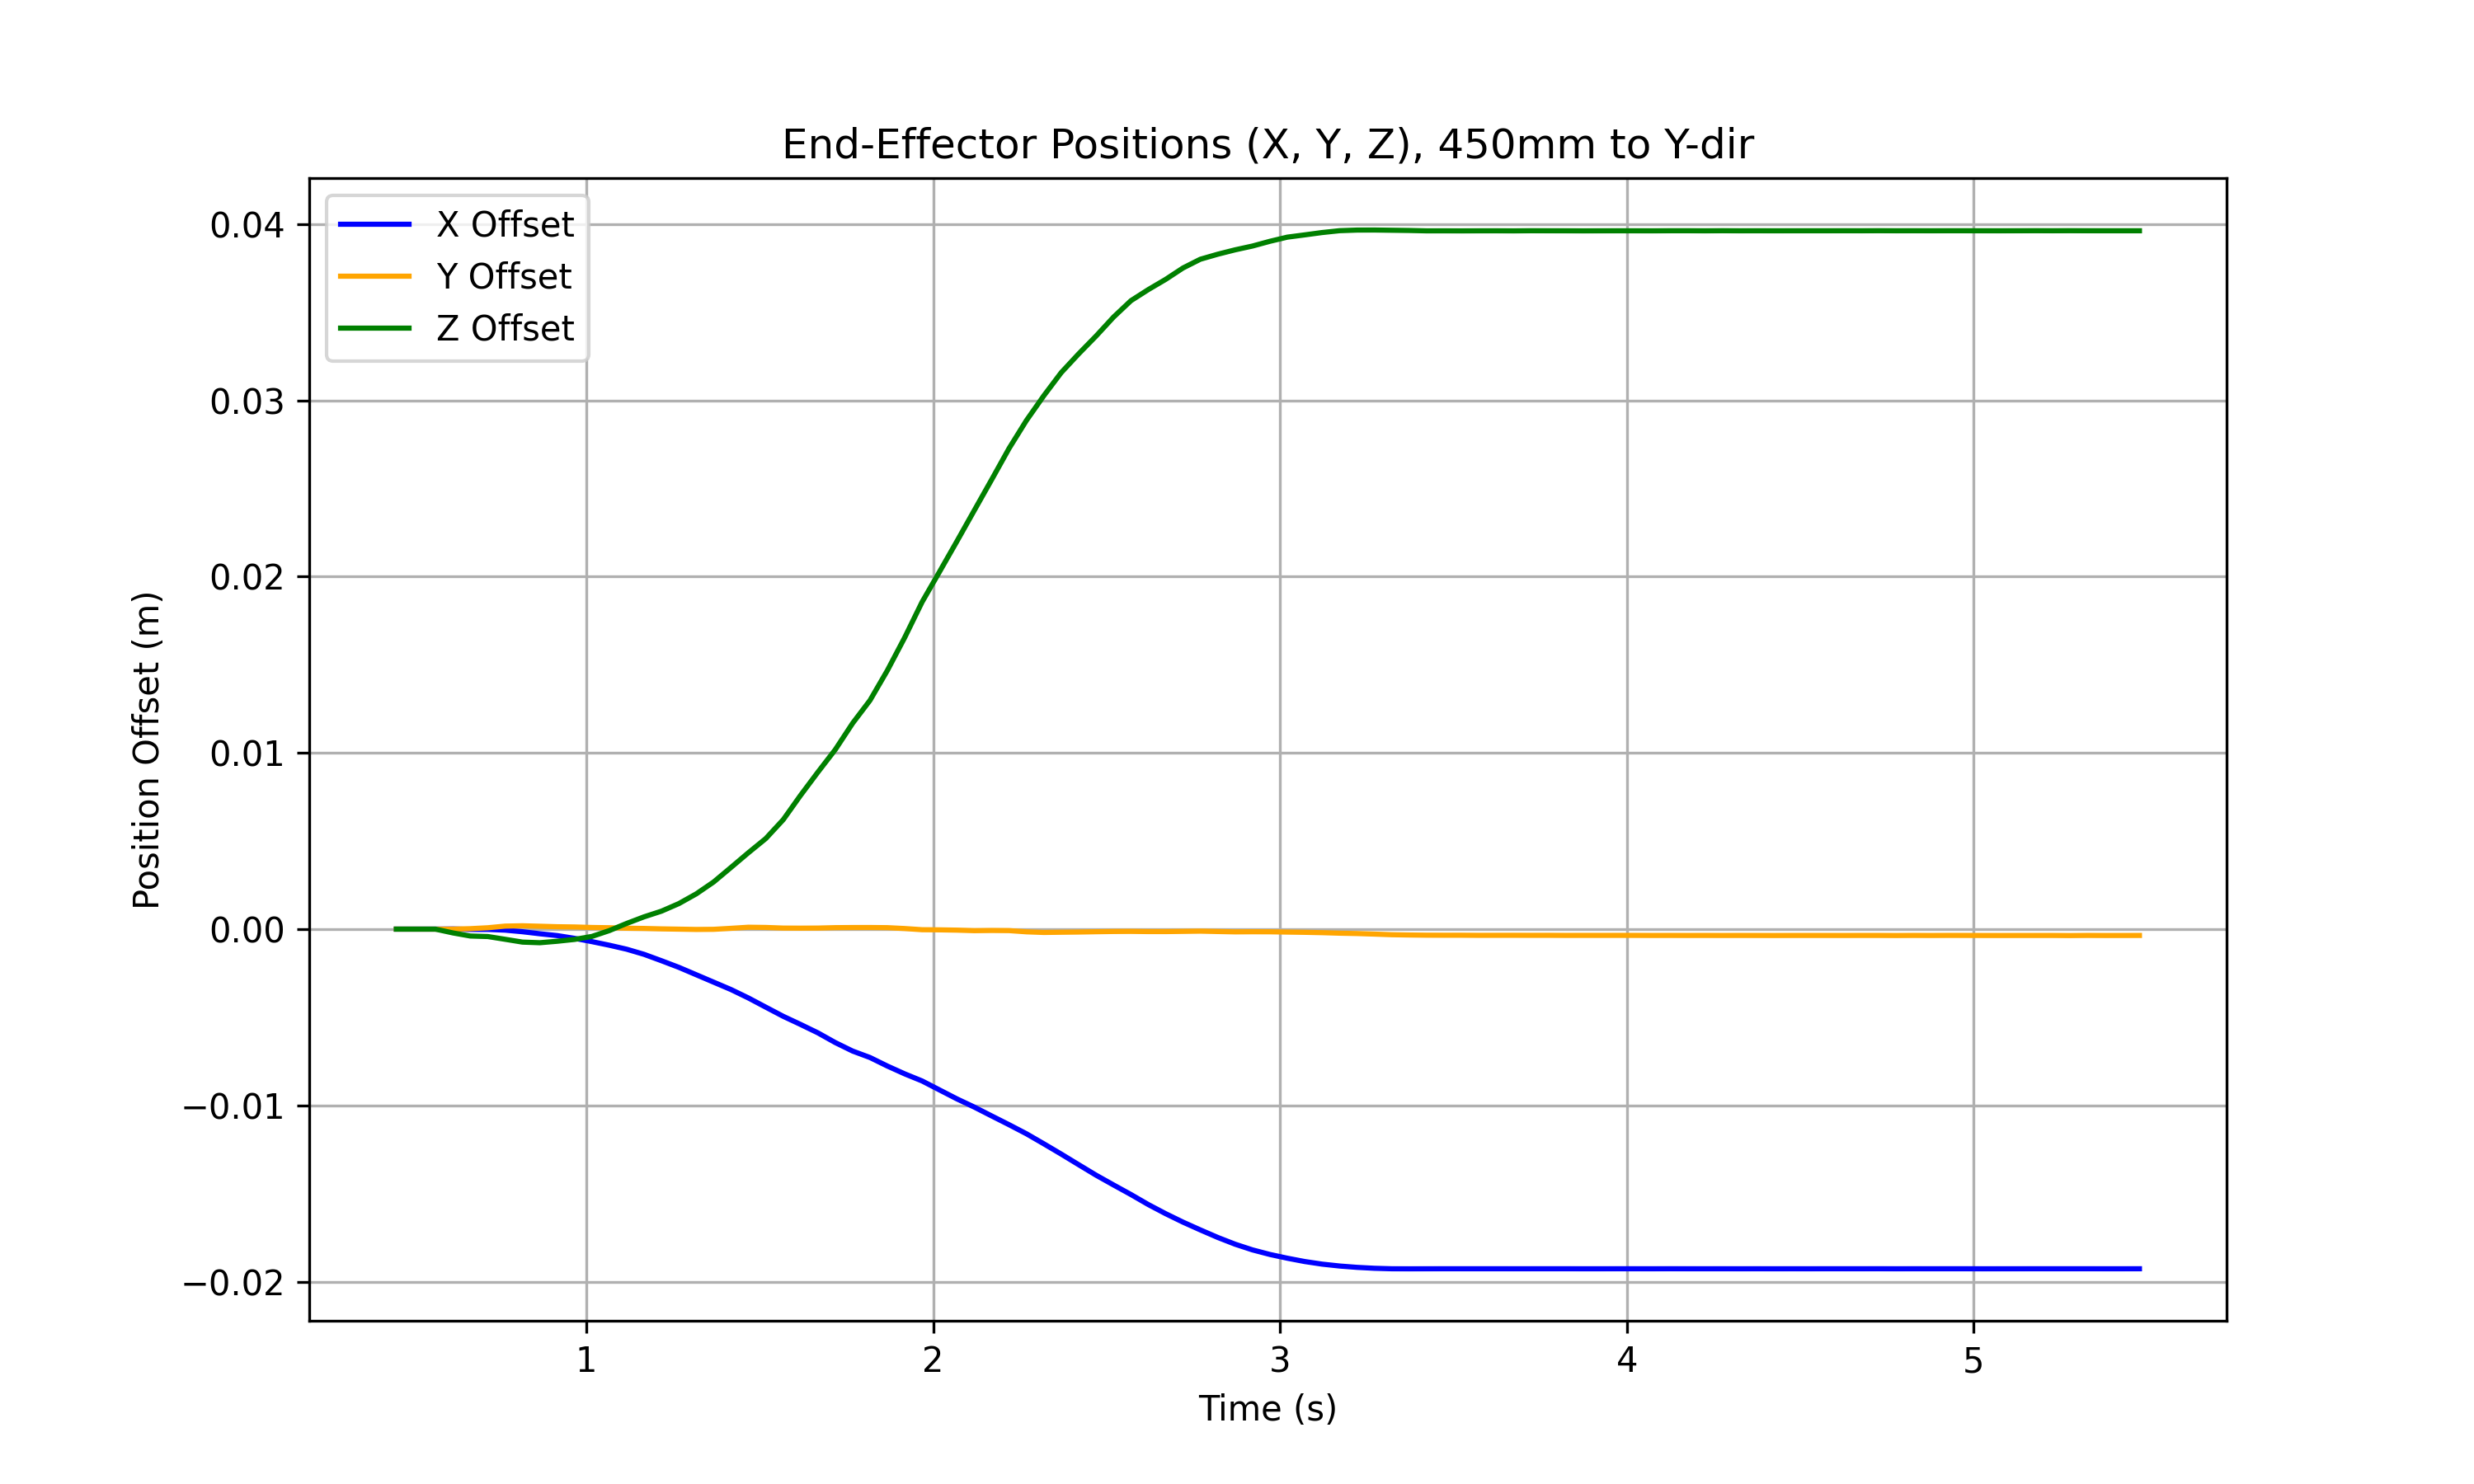 End-Effector Positions (X, Y, Z), 450mm to Y-dir
X Offset
Y Offset
Z Offset
0.04
0.03
0.02
0.01
0.00
−0.01
−0.02
Position Offset (m)
1 2 3 4 5
Time (s)